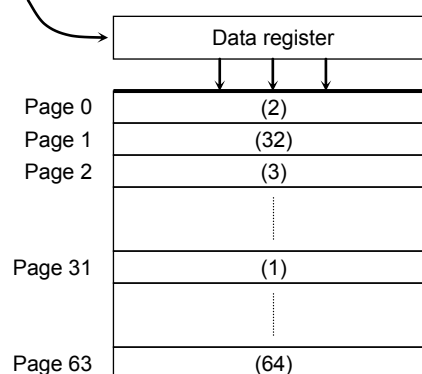 Data register
Page 0 (2)
Page 1 (32)
Page 2 (3)
Page 31 (1)
Page 63 (64)